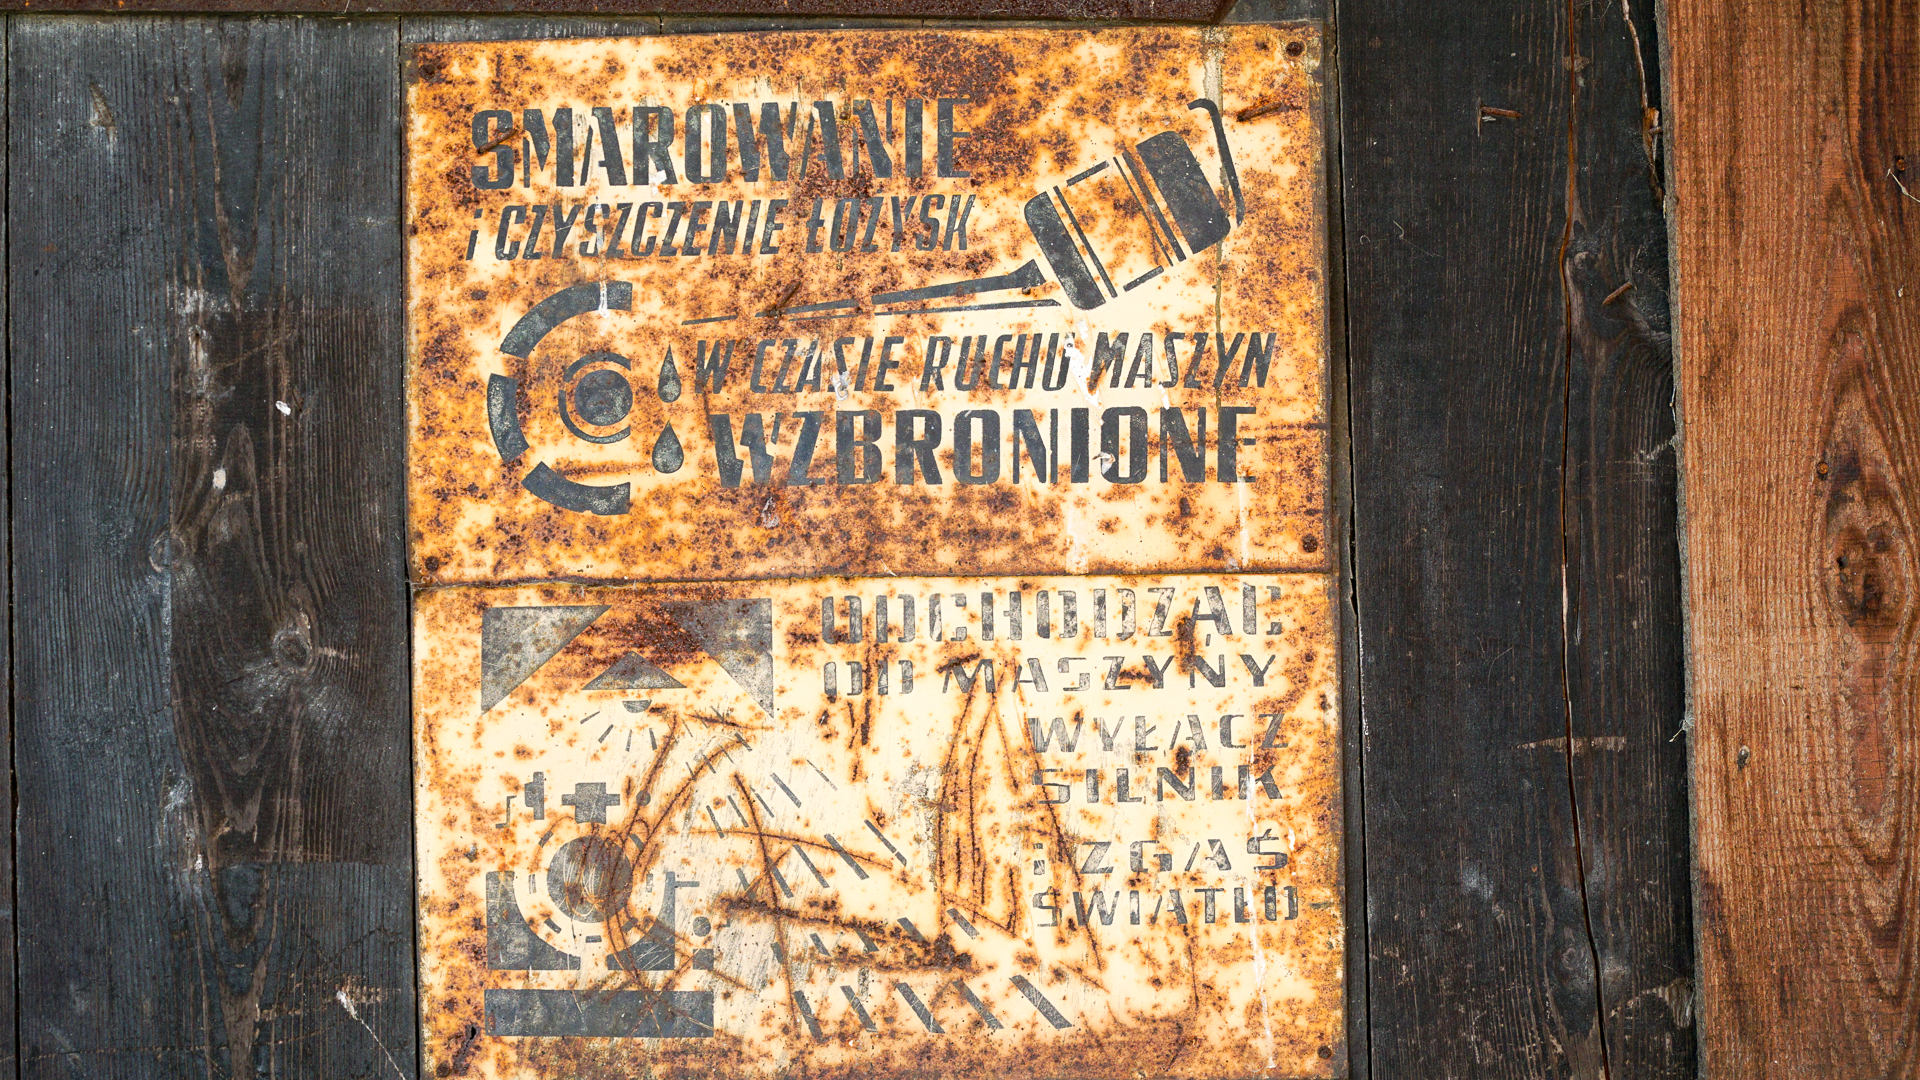 SMAROWANIE
i CZYSZCZENIE ŁOŻYSK
W CZASIE RUCHU MASZYN
WZBRONIONE
ODCHODZĄC
OD MASZYNY
WYŁĄCZ
SILNIK
i ZGAŚ
ŚWIATŁO